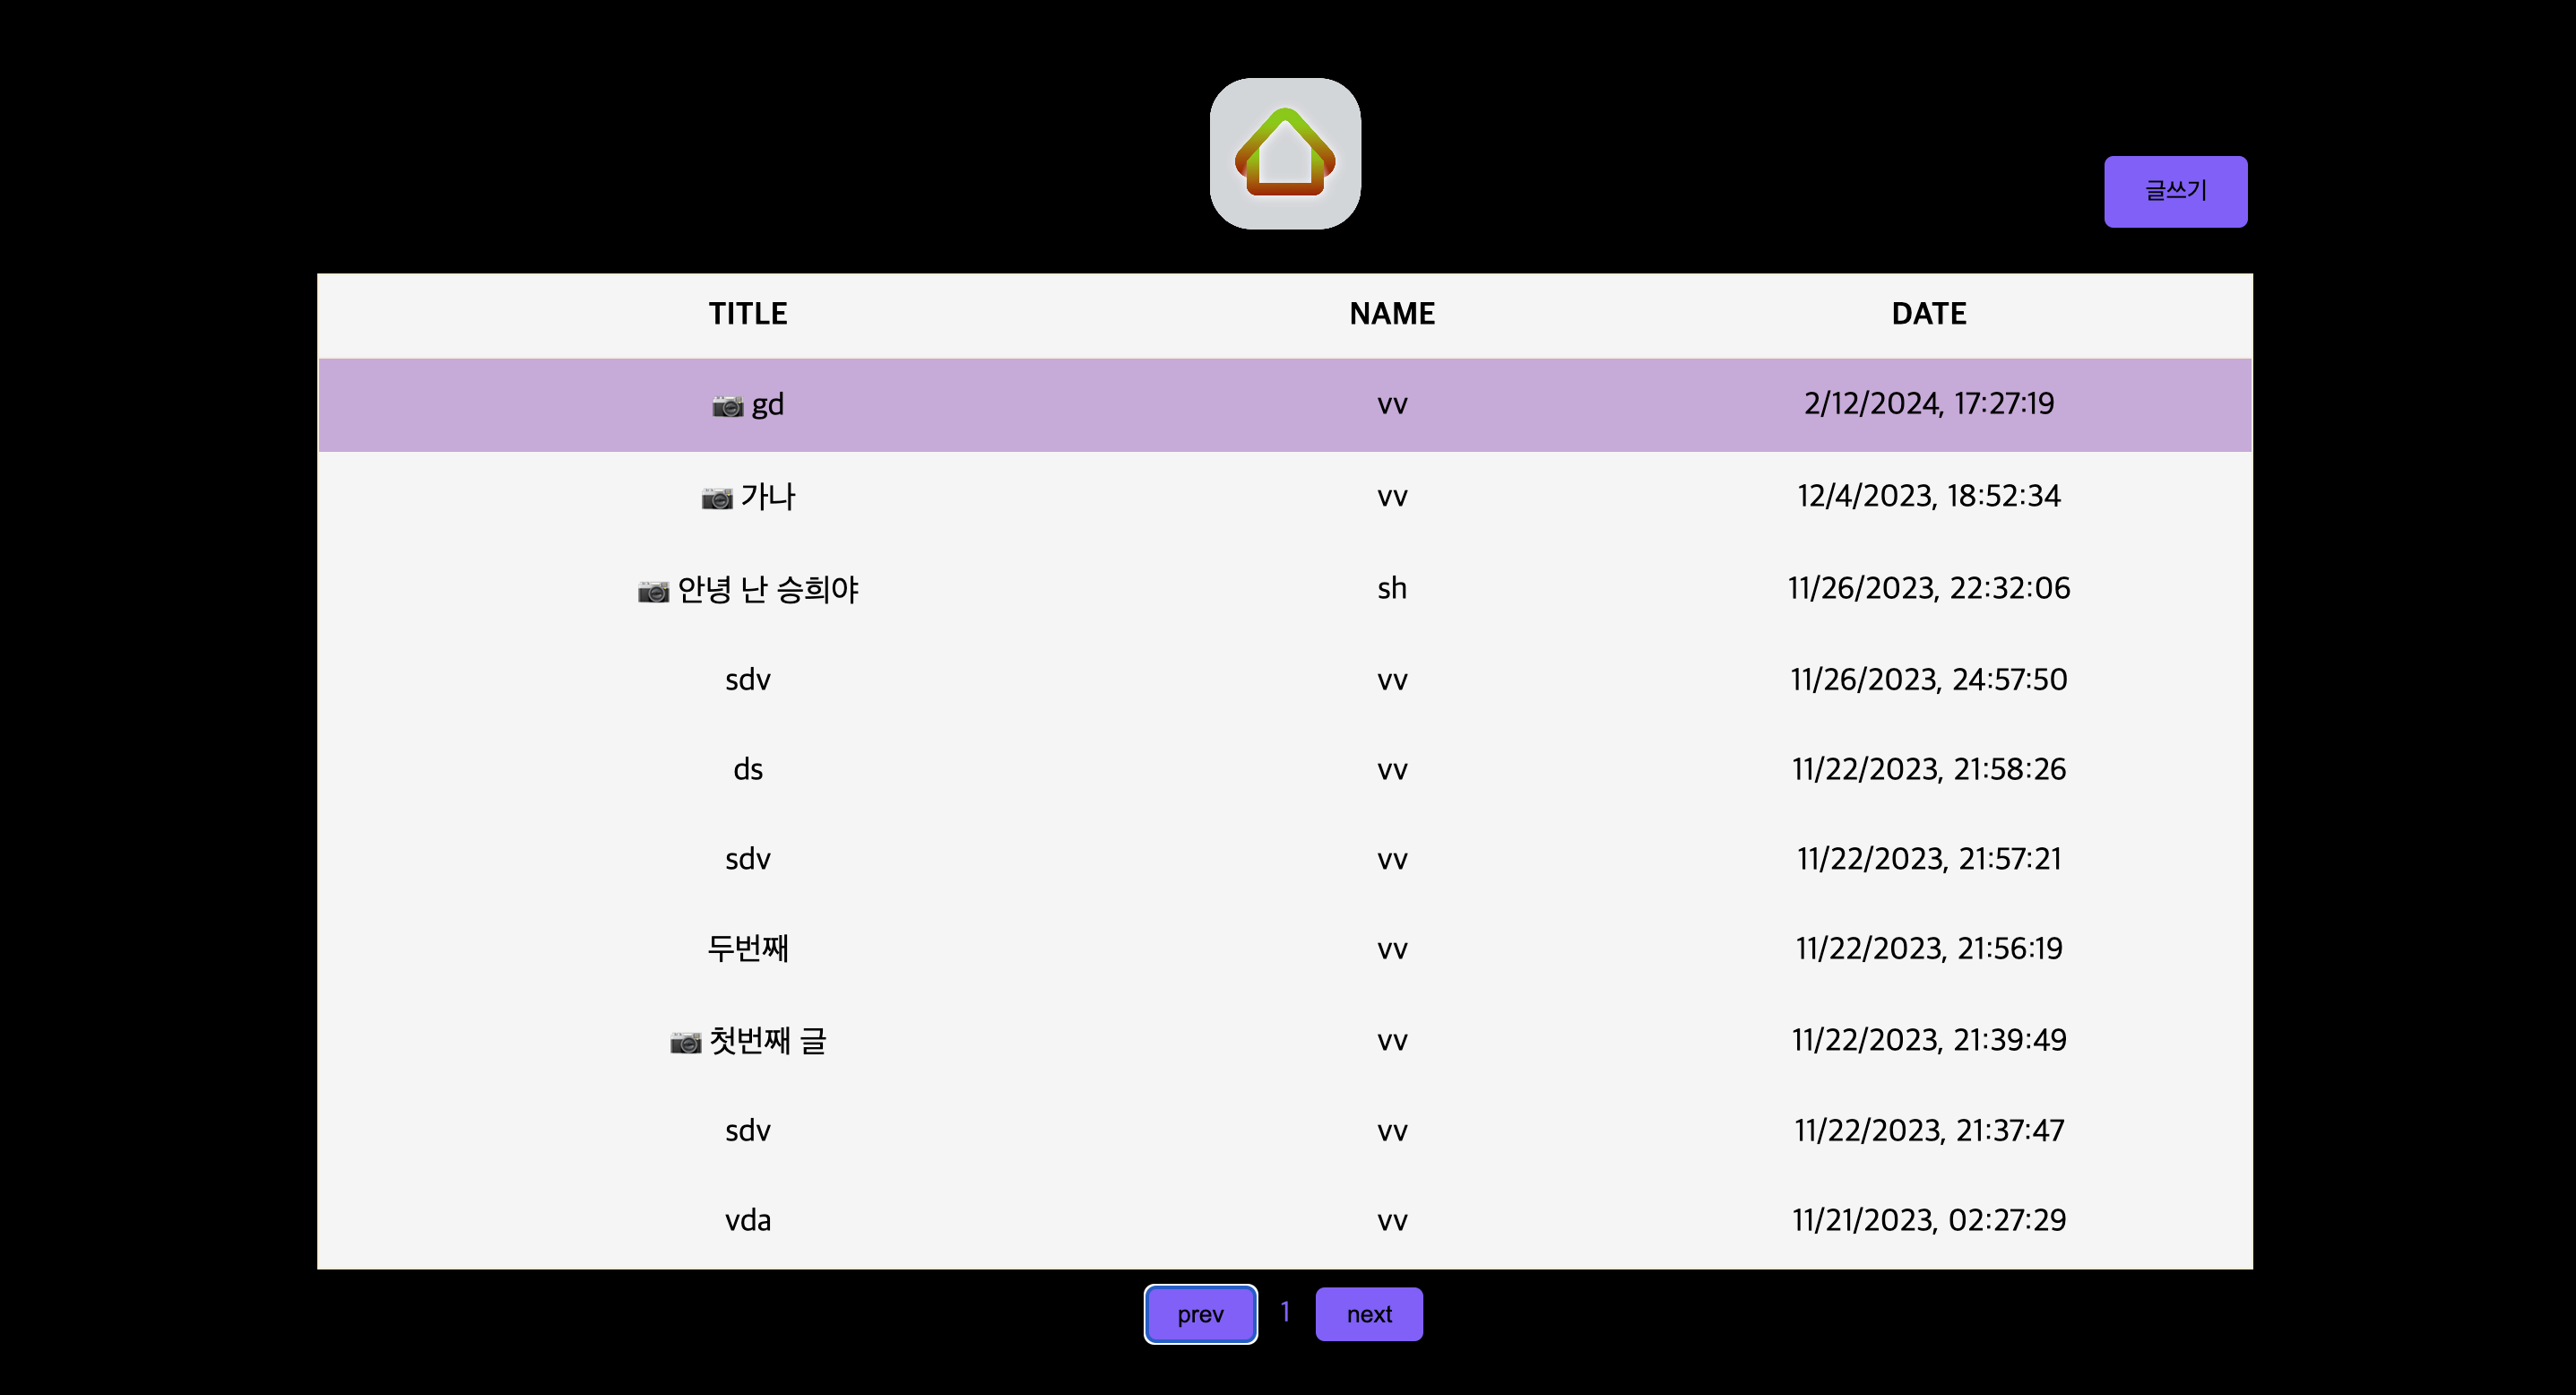 글쓰기
TITLE NAME DATE
📷 gd vv 2/12/2024, 17:27:19
📷 가나 vv 12/4/2023, 18:52:34
📷 안녕 난 승희야 sh 11/26/2023, 22:32:06
sdv vv 11/26/2023, 24:57:50
ds vv 11/22/2023, 21:58:26
sdv vv 11/22/2023, 21:57:21
두번째 vv 11/22/2023, 21:56:19
📷 첫번째 글 vv 11/22/2023, 21:39:49
sdv vv 11/22/2023, 21:37:47
vda vv 11/21/2023, 02:27:29
prev 1 next